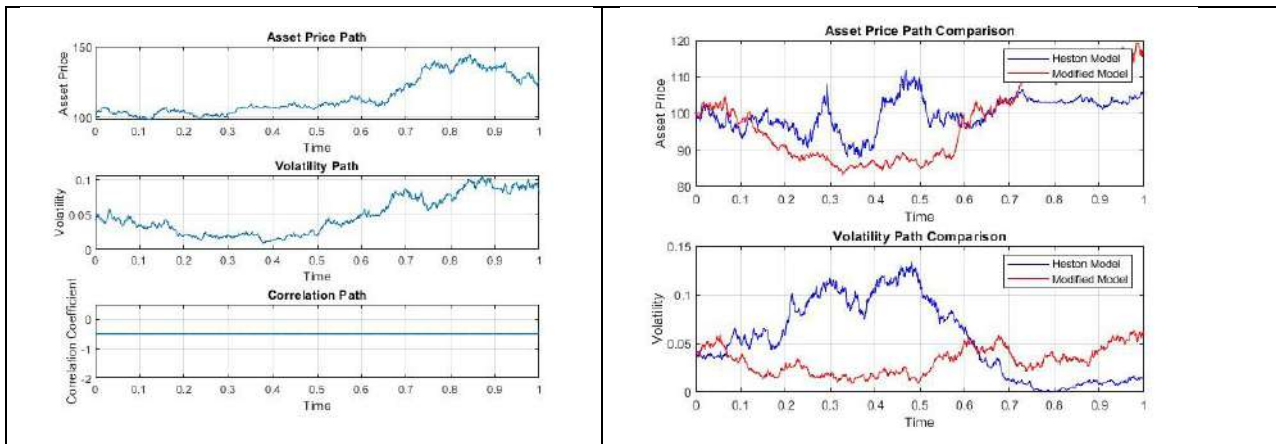 Asset Price Path
150
100
Asset Price
0 0.1 0.2 0.3 0.4 0.5 0.6 0.7 0.8 0.9 1
Time
Volatility Path
0.1
0.05
0
Volatility
0 0.1 0.2 0.3 0.4 0.5 0.6 0.7 0.8 0.9 1
Time
Correlation Path
0
-1
-2
Correlation Coefficient
0 0.1 0.2 0.3 0.4 0.5 0.6 0.7 0.8 0.9 1
Time
Asset Price Path Comparison
120
110
100
90
80
Asset Price
Heston Model
Modified Model
0 0.1 0.2 0.3 0.4 0.5 0.6 0.7 0.8 0.9 1
Time
Volatility Path Comparison
0.15
0.1
0.05
0
Volatility
Heston Model
Modified Model
0 0.1 0.2 0.3 0.4 0.5 0.6 0.7 0.8 0.9 1
Time